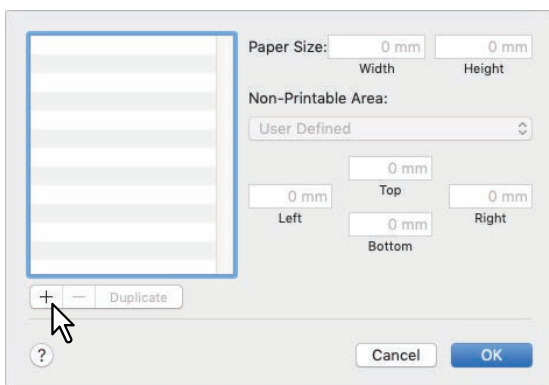 Paper Size: 0 mm 0 mm
Width Height
Non-Printable Area:
User Defined
0 mm
Top
0 mm 0 mm
Left Right
0 mm
Bottom
+ − Duplicate
? Cancel OK